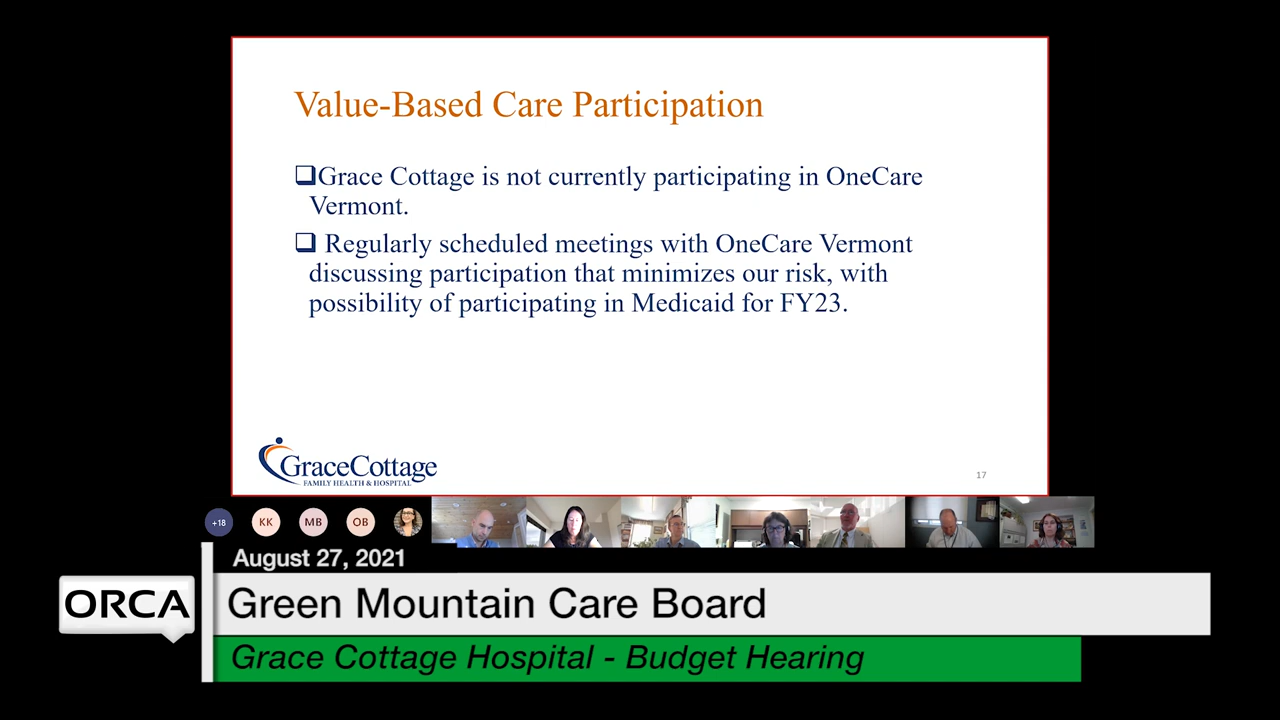 Value-Based Care Participation
❑Grace Cottage is not currently participating in OneCare
Vermont.
❑ Regularly scheduled meetings with OneCare Vermont
discussing participation that minimizes our risk, with
possibility of participating in Medicaid for FY23.
GraceCottage
FAMILY HEALTH & HOSPITAL
17
+18
KK
MB
OB
August 27, 2021
ORCA
Green Mountain Care Board
Grace Cottage Hospital - Budget Hearing